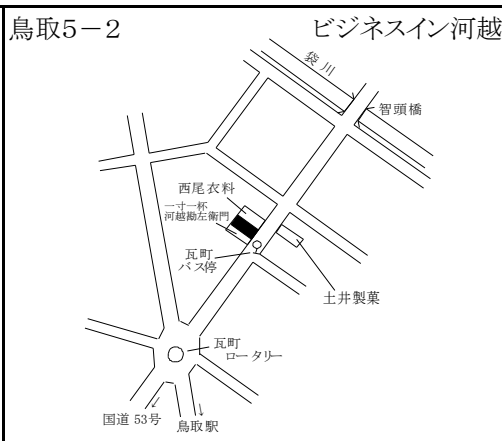 鳥取5－2
ビジネスイン河越
袋川
智頭橋
西尾衣料
一寸一杯
河越勘左衛門
瓦町
バス停
土井製菓
瓦町
ロータリー
国道53号
鳥取駅